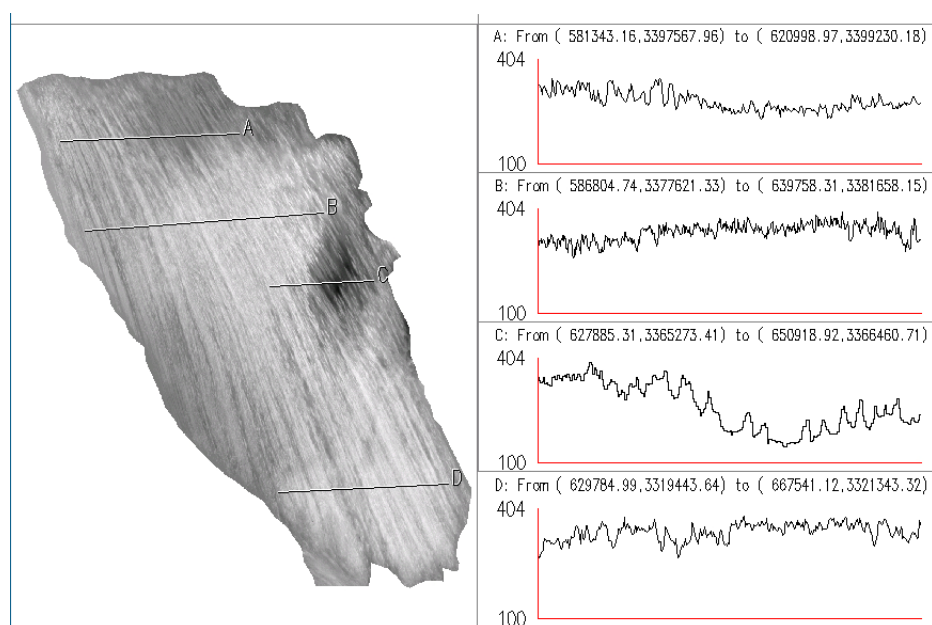 A
B
C
D
A: From ( 581343.16,3397567.96) to ( 620998.97,3399230.18)
404
100
B: From ( 586804.74,3377621.33) to ( 639758.31,3381658.15)
404
100
C: From ( 627885.31,3365273.41) to ( 650918.92,3366460.71)
404
100
D: From ( 629784.99,3319443.64) to ( 667541.12,3321343.32)
404
100